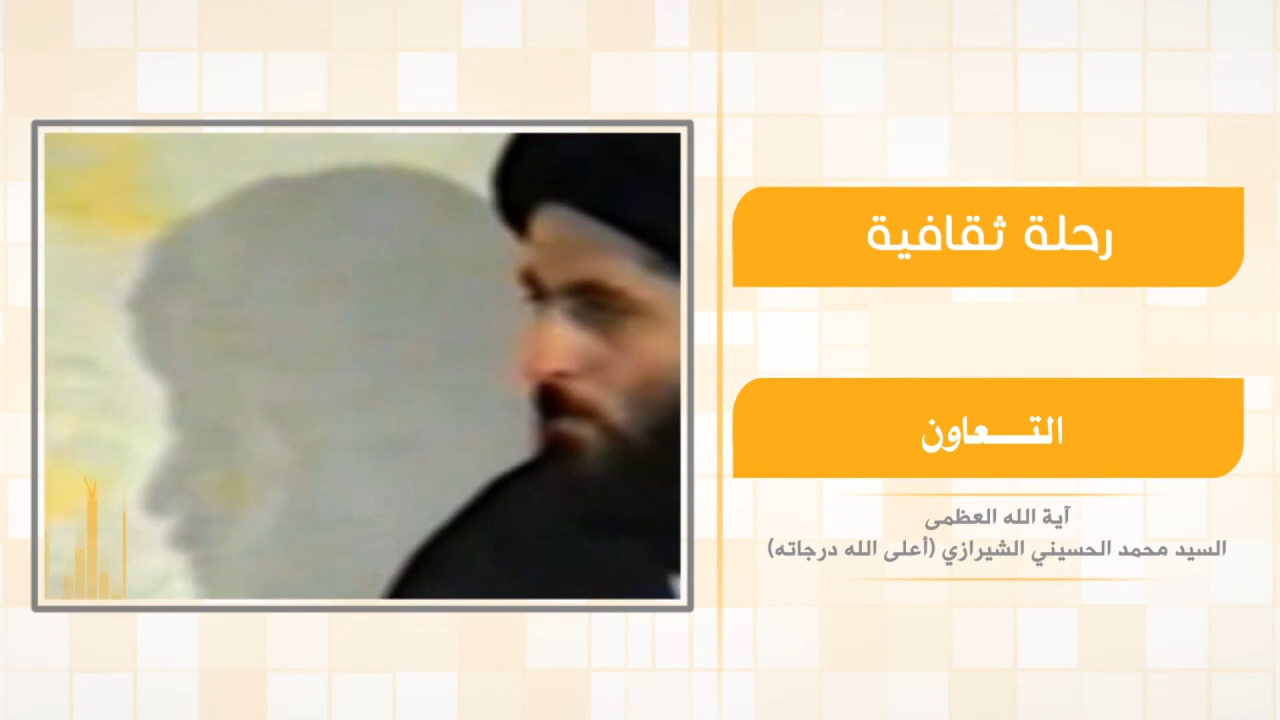 رحلة ثقافية
التـــعاون
آية الله العظمى
السيد محمد الحسيني الشيرازي (أعلى الله درجاته)